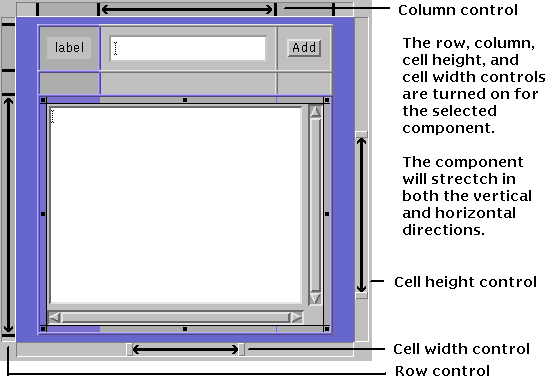 Column control
label
Add
The row, column,
cell height, and
cell width controls
are turned on for
the selected
component.
The component
will stretch in
both the vertical
and horizontal
directions.
Cell height control
Cell width control
Row control